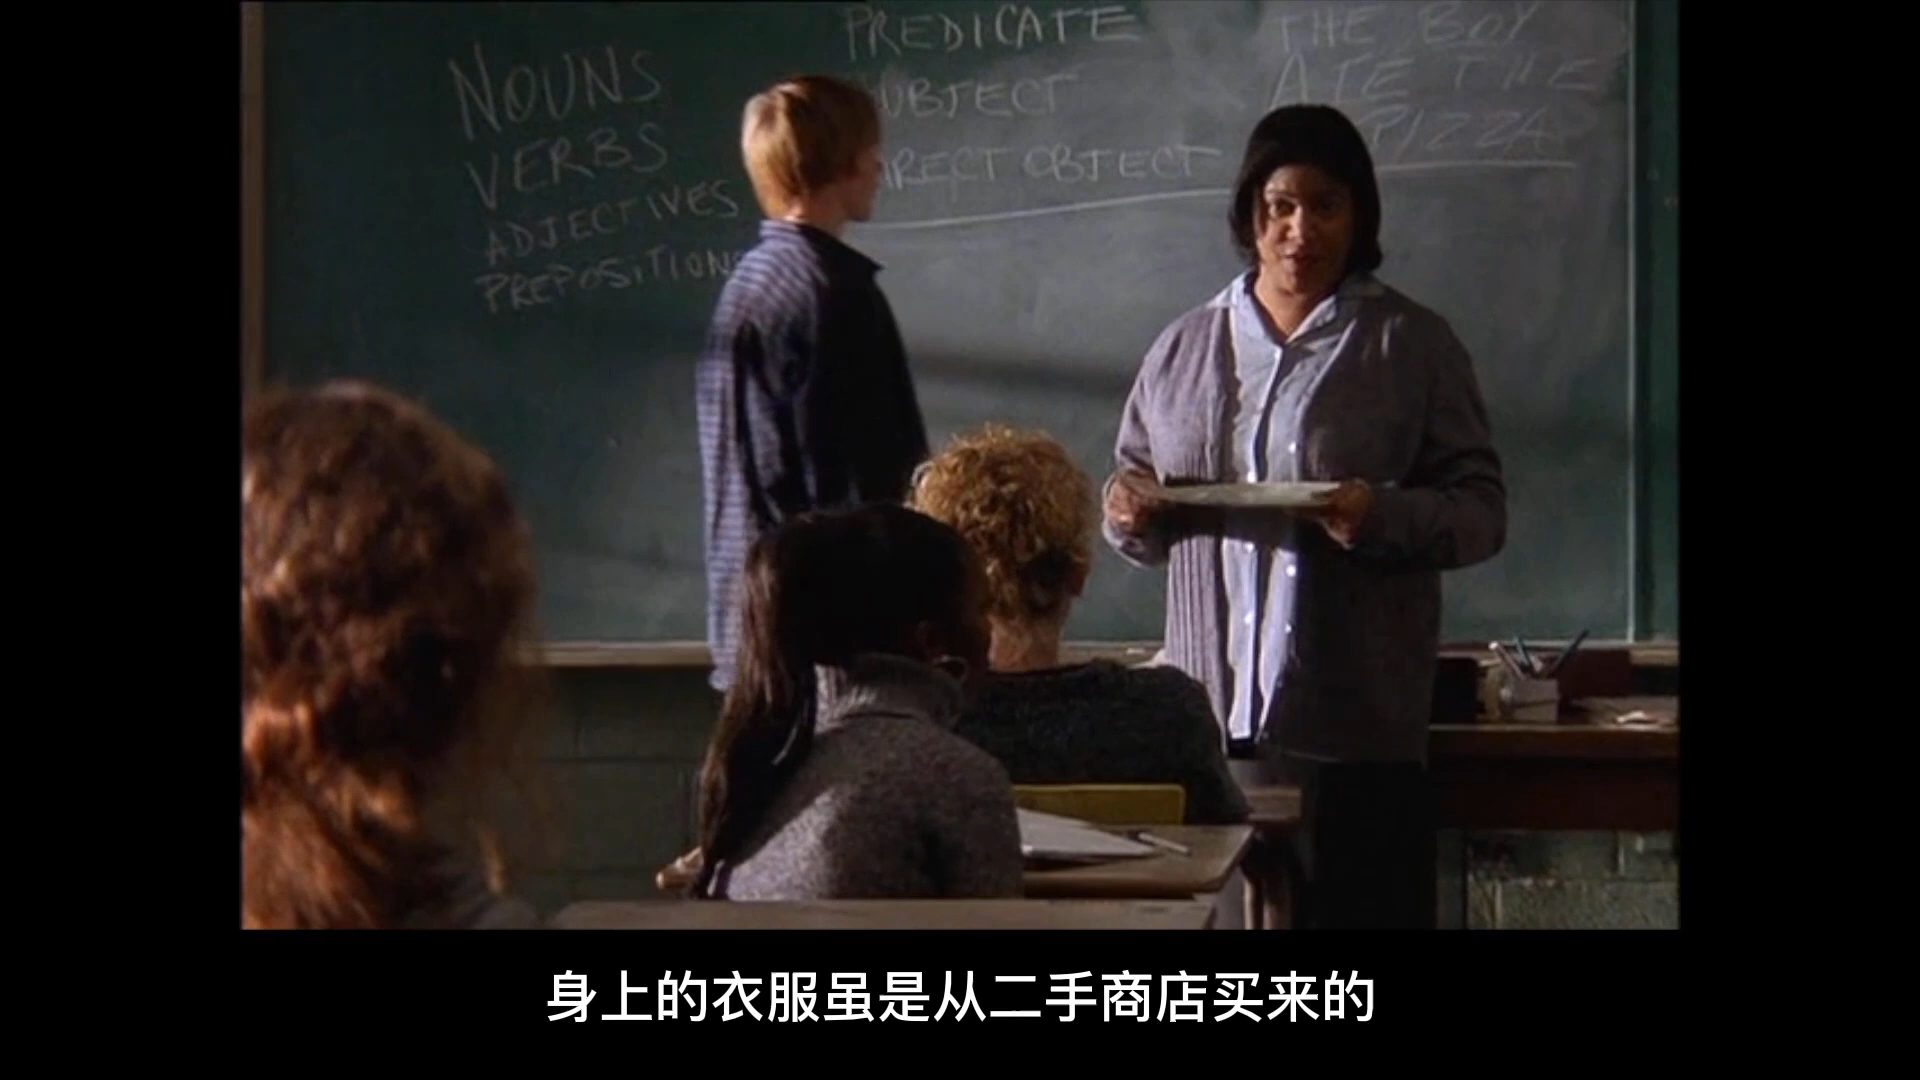 NOUNS
VERBS
ADJECTIVES
PREPOSITIONS
PREDICATE
SUBJECT
DIRECT OBJECT
THE BOY
ATE THE
PIZZA
身上的衣服虽是从二手商店买来的